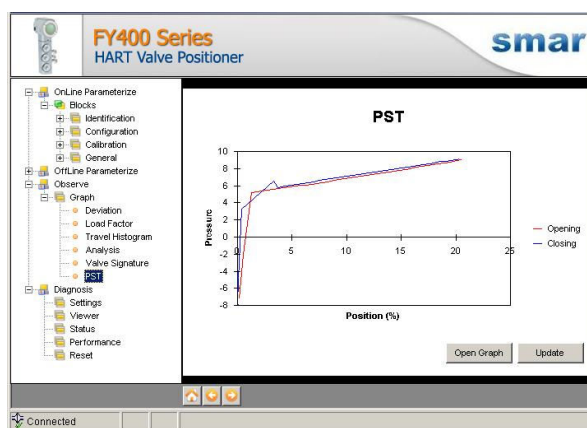 FY400 Series
HART Valve Positioner
smar
OnLine Parameterize
Blocks
Identification
Configuration
Calibration
General
OffLine Parameterize
Observe
Graph
Deviation
Load Factor
Travel Histogram
Analysis
Valve Signature
PST
Diagnosis
Settings
Viewer
Status
Performance
Reset
PST
Pressure
10
8
6
4
2
0
-2
-4
-6
-8
0 5 10 15 20 25
Position (%)
Opening
Closing
Open Graph
Update
Connected